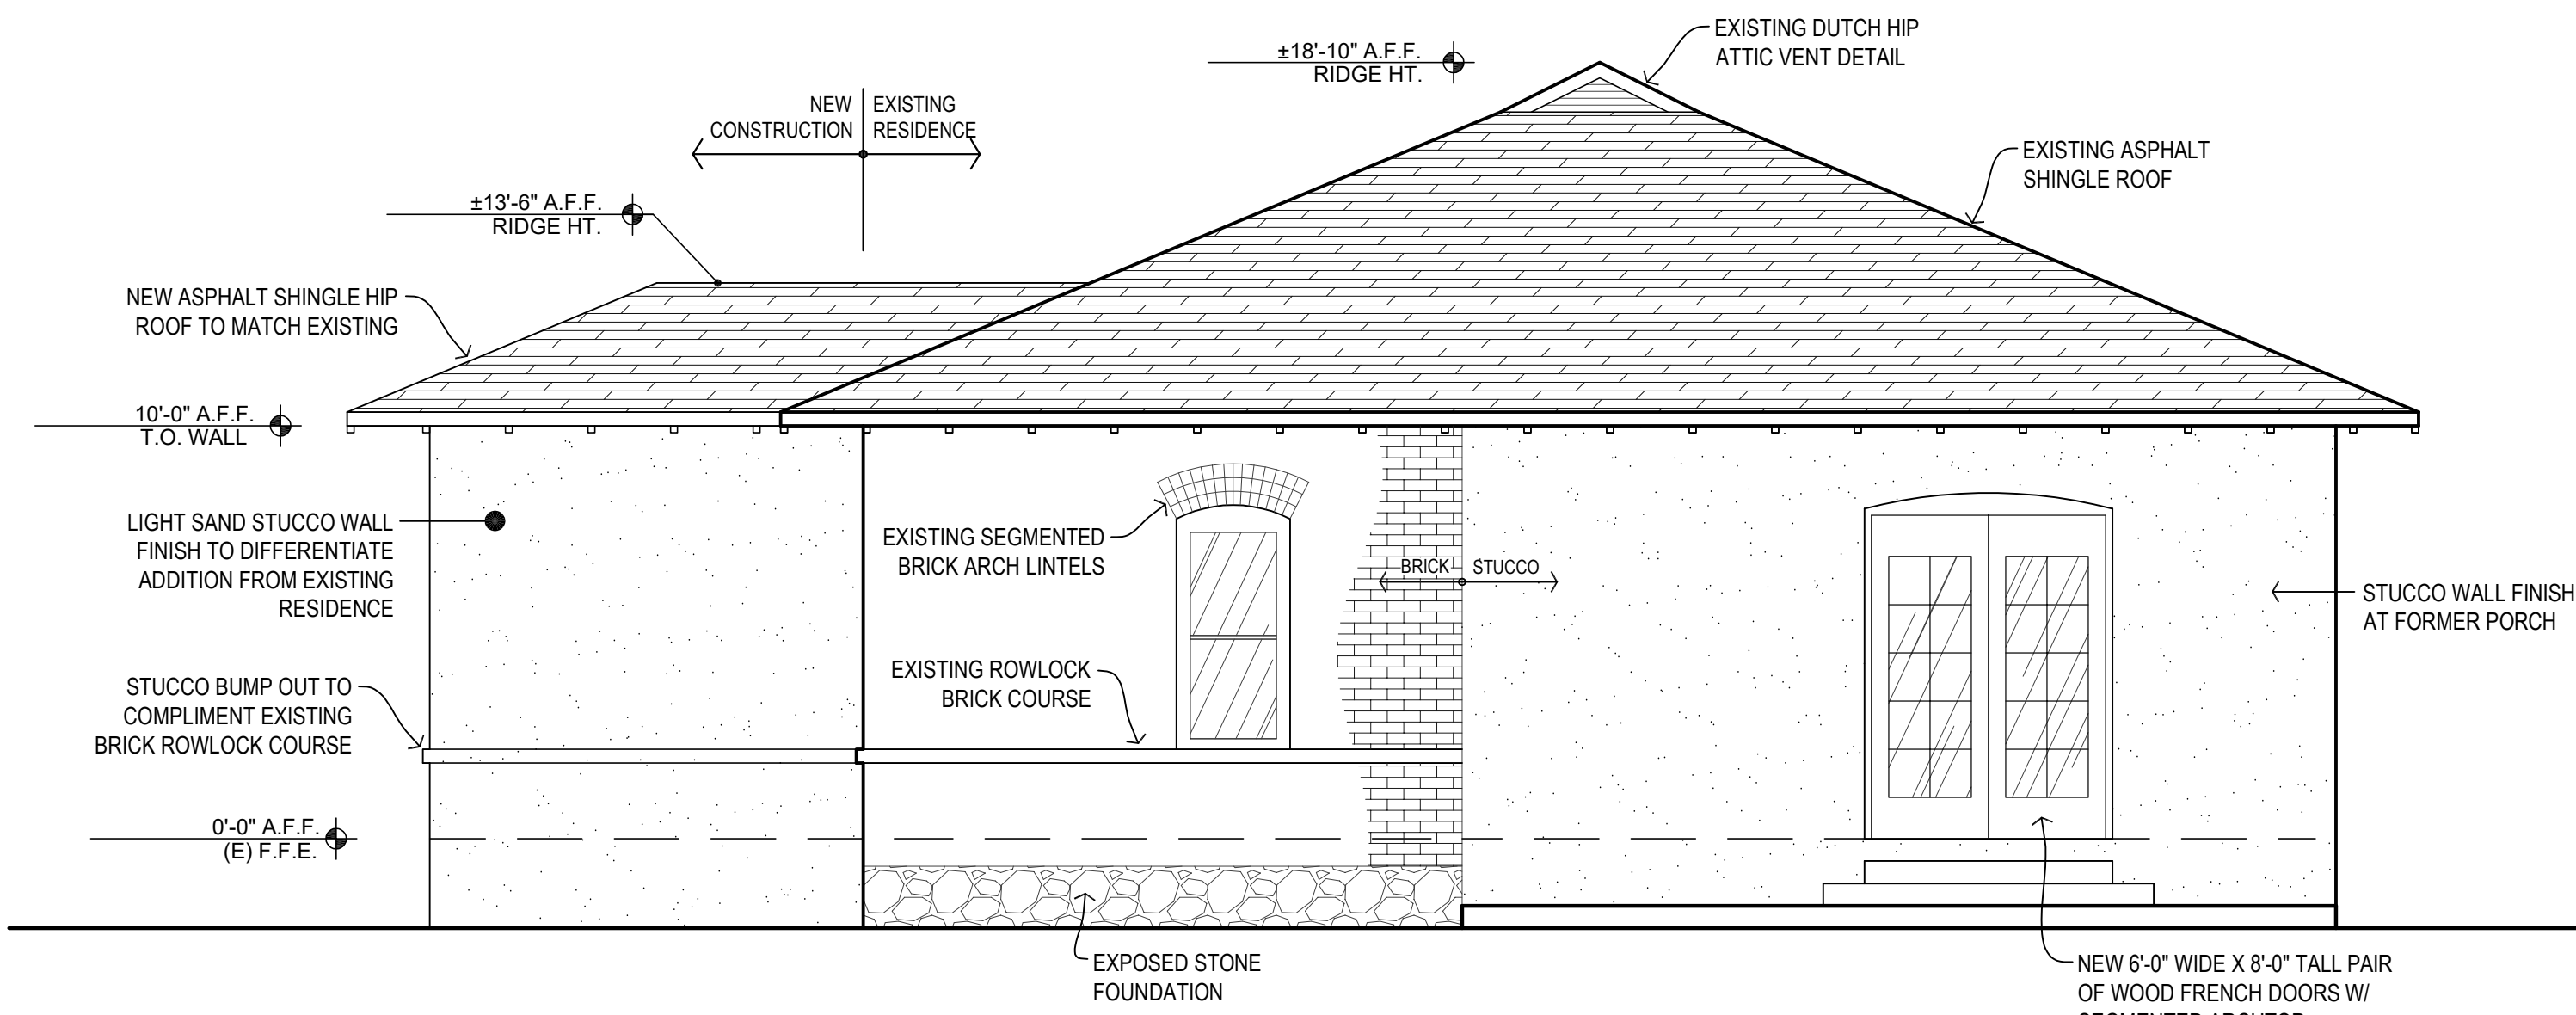 ±18'-10" A.F.F.
RIDGE HT.
EXISTING DUTCH HIP
ATTIC VENT DETAIL
NEW
CONSTRUCTION
EXISTING
RESIDENCE
EXISTING ASPHALT
SHINGLE ROOF
±13'-6" A.F.F.
RIDGE HT.
NEW ASPHALT SHINGLE HIP
ROOF TO MATCH EXISTING
10'-0" A.F.F.
T.O. WALL
LIGHT SAND STUCCO WALL
FINISH TO DIFFERENTIATE
ADDITION FROM EXISTING
RESIDENCE
EXISTING SEGMENTED
BRICK ARCH LINTELS
BRICK
STUCCO
STUCCO WALL FINISH
AT FORMER PORCH
EXISTING ROWLOCK
BRICK COURSE
STUCCO BUMP OUT TO
COMPLIMENT EXISTING
BRICK ROWLOCK COURSE
0'-0" A.F.F.
(E) F.F.E.
EXPOSED STONE
FOUNDATION
NEW 6'-0" WIDE X 8'-0" TALL PAIR
OF WOOD FRENCH DOORS W/
SEGMENTED ARCHTOP